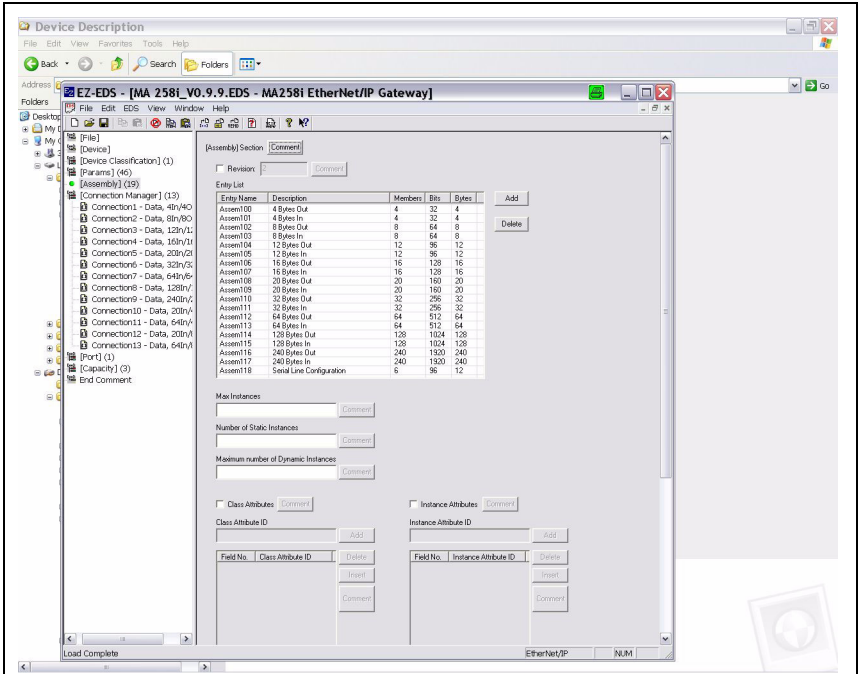 Device Description
File Edit View Favorites Tools Help
Back Search Folders
Address Go
Folders
Desktop
EZ-EDS - [MA 258i_V0.9.9.EDS - MA258i EtherNet/IP Gateway]
File Edit EDS View Window Help
[File]
[Device]
[Device Classification] (1)
[Params] (46)
[Assembly] (19)
[Connection Manager] (13)
Connection1 - Data, 4In/4O
Connection2 - Data, 8In/8O
Connection3 - Data, 12In/12
Connection4 - Data, 16In/16
Connection5 - Data, 20In/20
Connection6 - Data, 32In/32
Connection7 - Data, 64In/64
Connection8 - Data, 128In/
Connection9 - Data, 240In/
Connection10 - Data, 20In/
Connection11 - Data, 64In/
Connection12 - Data, 20In/
Connection13 - Data, 64In/
[Port] (1)
[Capacity] (3)
End Comment
[Assembly] Section Comment
Revision: 2 Comment
Entry List
Entry Name Description Members Bits Bytes
Assem100 4 Bytes Out 4 32 4
Assem101 4 Bytes In 4 32 4
Assem102 8 Bytes Out 8 64 8
Assem103 8 Bytes In 8 64 8
Assem104 12 Bytes Out 12 96 12
Assem105 12 Bytes In 12 96 12
Assem106 16 Bytes Out 16 128 16
Assem107 16 Bytes In 16 128 16
Assem108 20 Bytes Out 20 160 20
Assem109 20 Bytes In 20 160 20
Assem110 32 Bytes Out 32 256 32
Assem111 32 Bytes In 32 256 32
Assem112 64 Bytes Out 64 512 64
Assem113 64 Bytes In 64 512 64
Assem114 128 Bytes Out 128 1024 128
Assem115 128 Bytes In 128 1024 128
Assem116 240 Bytes Out 240 1920 240
Assem117 240 Bytes In 240 1920 240
Assem118 Serial Line Configuration 6 96 12
Add
Delete
Max Instances
Comment
Number of Static Instances
Comment
Maximum number of Dynamic Instances
Comment
Class Attributes Comment Instance Attributes Comment
Class Attribute ID Instance Attribute ID
Add Add
Field No. Class Attribute ID Delete Field No. Instance Attribute ID Delete
Insert Insert
Comment Comment
Load Complete EtherNet/IP NUM